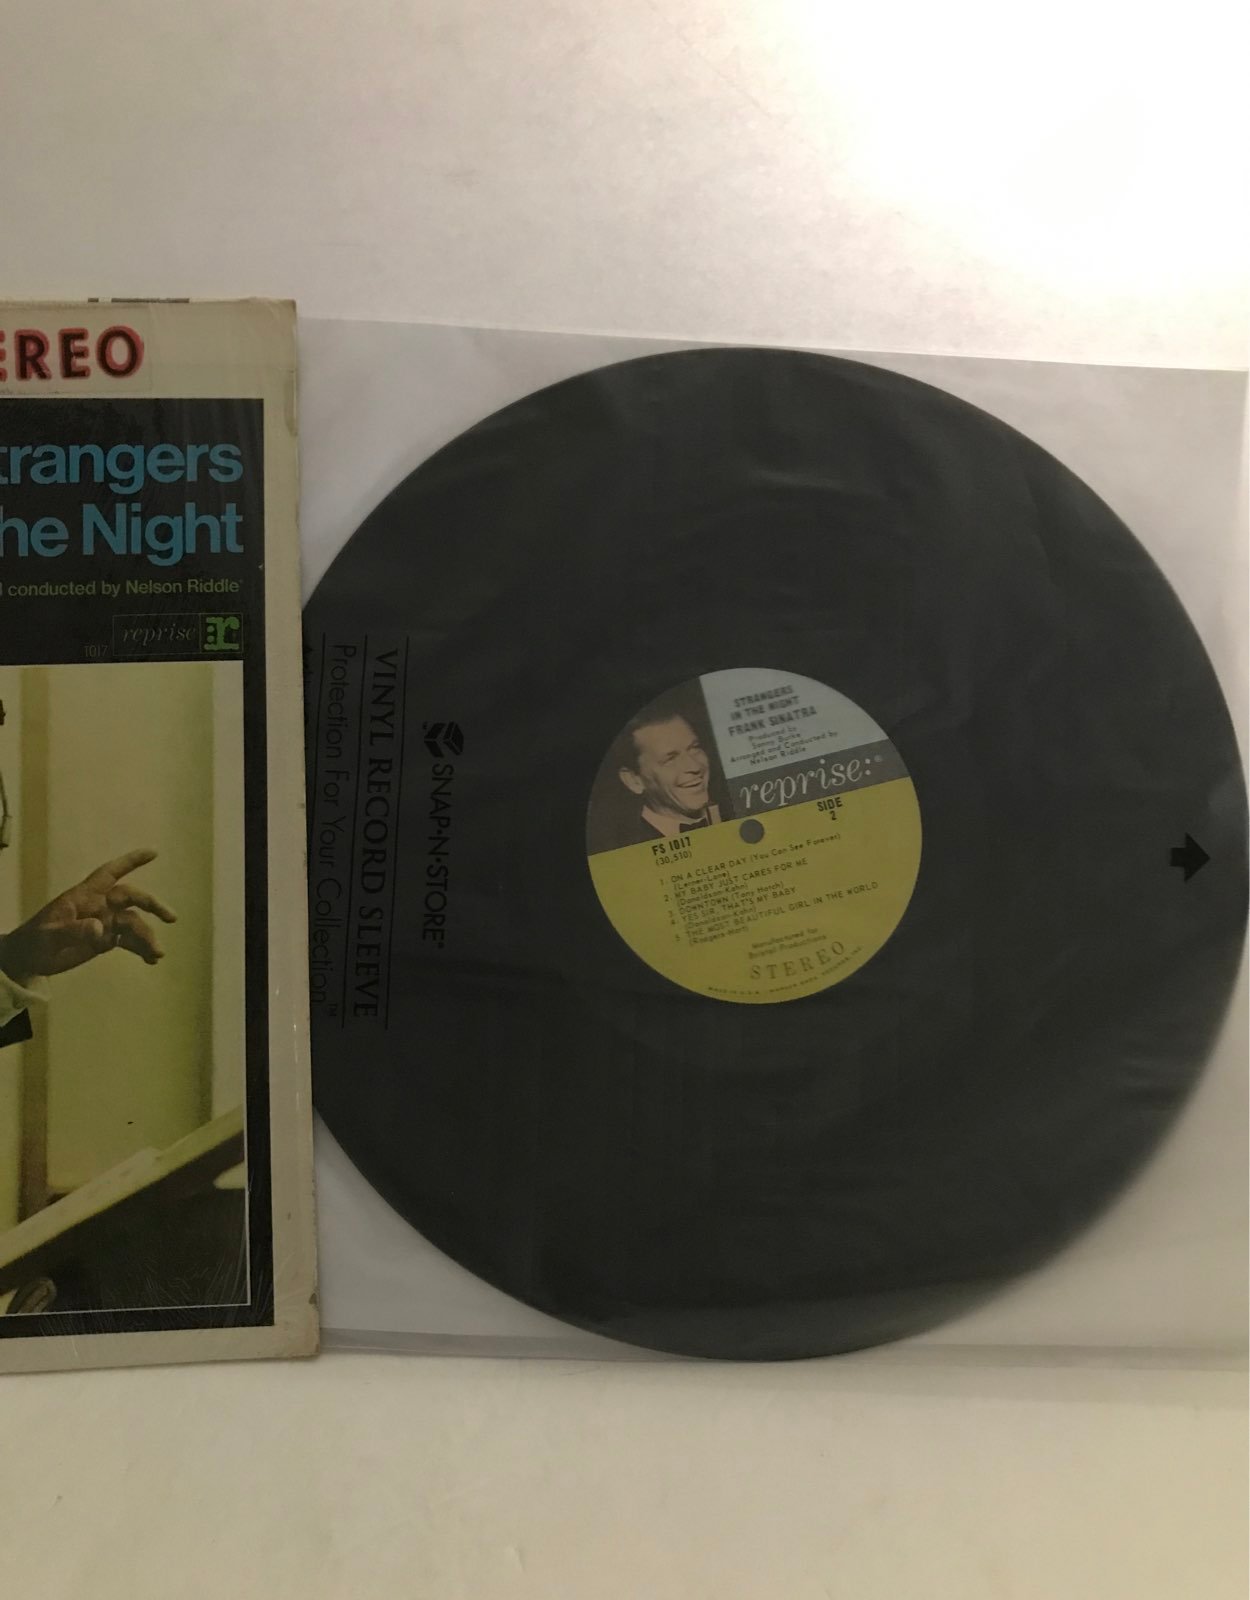 EREO
trangers
he Night
conducted by Nelson Riddle
reprise r:
1017
SNAP·N·STORE®
VINYL RECORD SLEEVE
Protection For Your Collection™
STRANGERS
IN THE NIGHT
FRANK SINATRA
Produced by
Sonny Burke
Arranged and Conducted by
Nelson Riddle
reprise:®
SIDE
2
FS 1017
(30,510)
1. ON A CLEAR DAY (You Can See Forever)
(Lerner-Lane)
2. MY BABY JUST CARES FOR ME
(Donaldson-Kahn)
3. DOWNTOWN (Tony Hatch)
4. YES SIR, THAT'S MY BABY
(Donaldson-Kahn)
5. THE MOST BEAUTIFUL GIRL IN THE WORLD
(Rodgers-Hart)
Manufactured for
Productions
STEREO
MADE IN U.S.A.